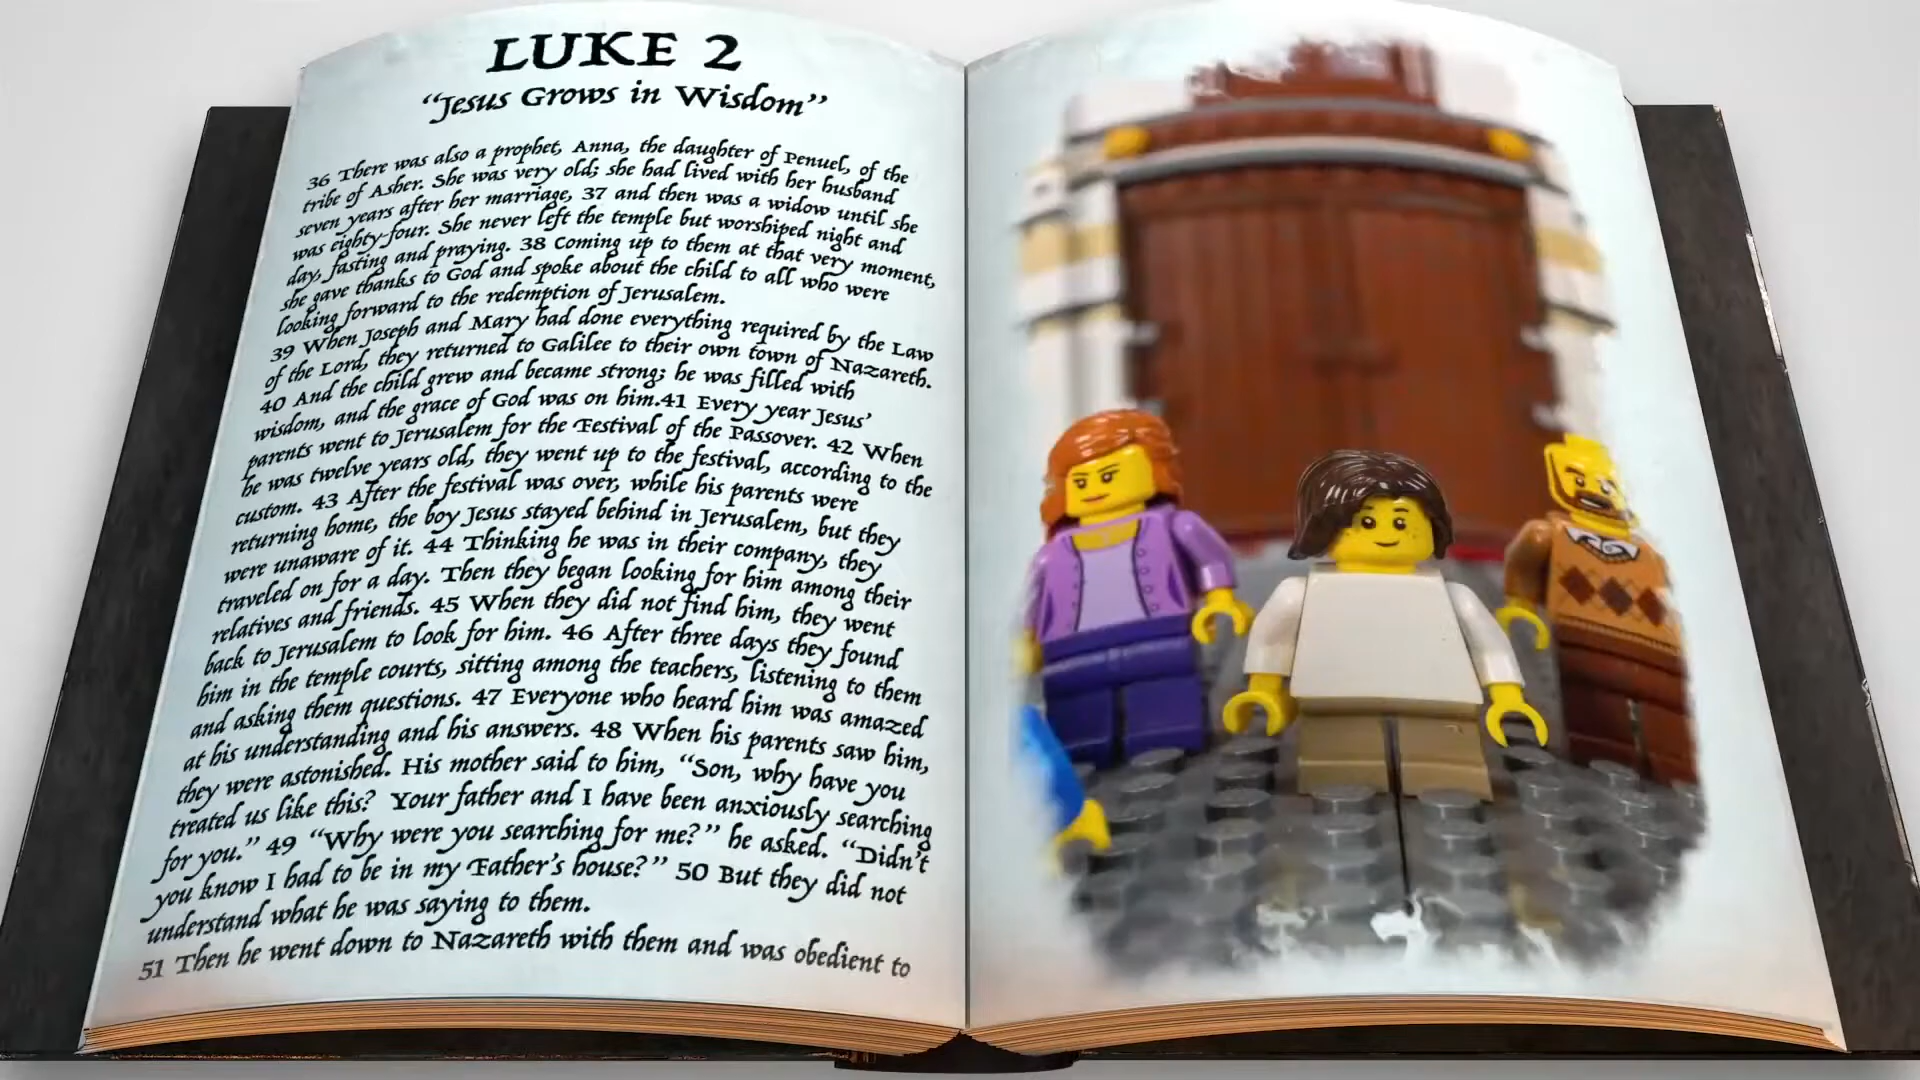 LUKE 2
“Jesus Grows in Wisdom”
36 There was also a prophet, Anna, the daughter of Penuel, of the
tribe of Asher. She was very old; she had lived with her husband
seven years after her marriage, 37 and then was a widow until she
was eighty-four. She never left the temple but worshiped night and
day, fasting and praying. 38 Coming up to them at that very moment,
she gave thanks to God and spoke about the child to all who were
looking forward to the redemption of Jerusalem.
39 When Joseph and Mary had done everything required by the Law
of the Lord, they returned to Galilee to their own town of Nazareth.
40 And the child grew and became strong; he was filled with
wisdom, and the grace of God was on him.41 Every year Jesus’
parents went to Jerusalem for the Festival of the Passover. 42 When
he was twelve years old, they went up to the festival, according to the
custom. 43 After the festival was over, while his parents were
returning home, the boy Jesus stayed behind in Jerusalem, but they
were unaware of it. 44 Thinking he was in their company, they
traveled on for a day. Then they began looking for him among their
relatives and friends. 45 When they did not find him, they went
back to Jerusalem to look for him. 46 After three days they found
him in the temple courts, sitting among the teachers, listening to them
and asking them questions. 47 Everyone who heard him was amazed
at his understanding and his answers. 48 When his parents saw him,
they were astonished. His mother said to him, “Son, why have you
treated us like this? Your father and I have been anxiously searching
for you.” 49 “Why were you searching for me?” he asked. “Didn’t
you know I had to be in my Father’s house?” 50 But they did not
understand what he was saying to them.
51 Then he went down to Nazareth with them and was obedient to